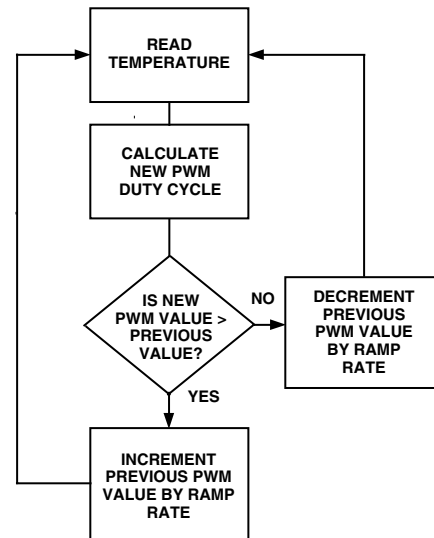 READ
TEMPERATURE
CALCULATE
NEW PWM
DUTY CYCLE
IS NEW
PWM VALUE >
PREVIOUS
VALUE?
NO
DECREMENT
PREVIOUS
PWM VALUE
BY RAMP
RATE
YES
INCREMENT
PREVIOUS PWM
VALUE BY RAMP
RATE